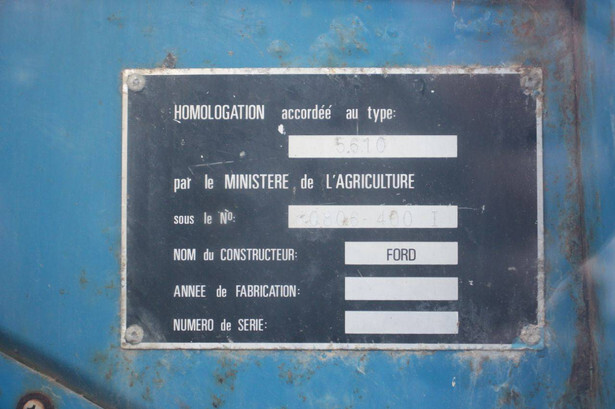 HOMOLOGATION accordéé au type:
5610
par le MINISTERE de L'AGRICULTURE
sous le No:
NOM du CONSTRUCTEUR: FORD
ANNEE de FABRICATION:
NUMERO de SERIE: